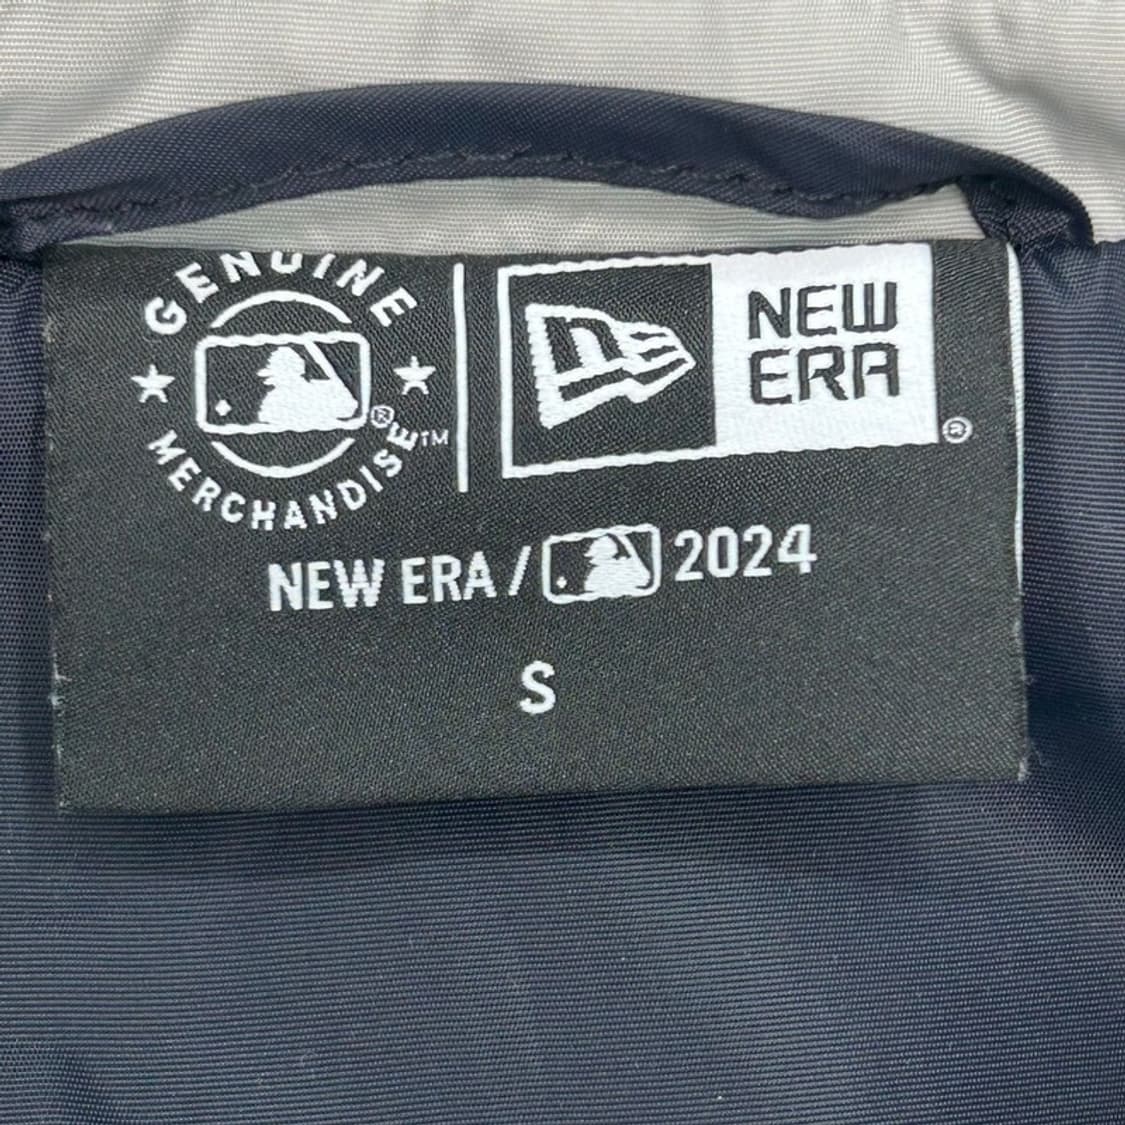 GENUINE
MERCHANDISE™
®
NEW
ERA
®
NEW ERA / 2024
S